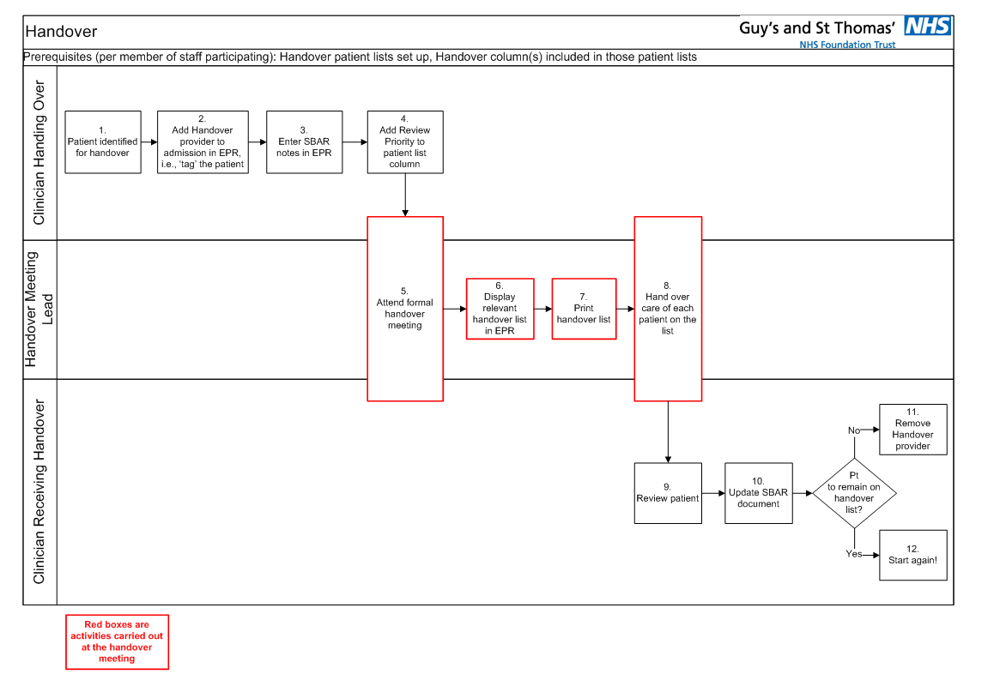 Handover
Guy's and St Thomas' NHS
NHS Foundation Trust
Prerequisites (per member of staff participating): Handover patient lists set up, Handover column(s) included in those patient lists
Clinician Handing Over
1.
Patient identified
for handover
2.
Add Handover
provider to
admission in EPR,
i.e., 'tag' the patient
3.
Enter SBAR
notes in EPR
4.
Add Review
Priority to
patient list
column
Handover Meeting
Lead
5.
Attend formal
handover
meeting
6.
Display
relevant
handover list
in EPR
7.
Print
handover list
8.
Hand over
care of each
patient on the
list
Clinician Receiving Handover
9.
Review patient
10.
Update SBAR
document
Pt
to remain on
handover
list?
No
11.
Remove
Handover
provider
Yes
12.
Start again!
Red boxes are
activities carried out
at the handover
meeting